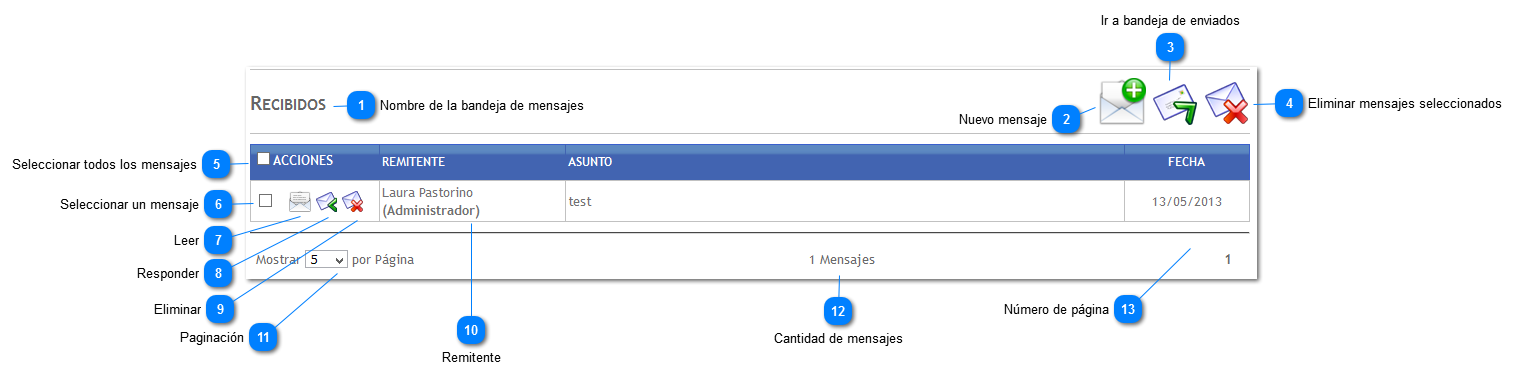 Ir a bandeja de enviados
3
RECIBIDOS 1 Nombre de la bandeja de mensajes
Nuevo mensaje 2
4 Eliminar mensajes seleccionados
Seleccionar todos los mensajes 5
ACCIONES REMITENTE ASUNTO FECHA
Seleccionar un mensaje 6
Laura Pastorino
(Administrador)
test
13/05/2013
Leer 7
Mostrar 5 por Página
1 Mensajes
1
Responder 8
Eliminar 9
Paginación 11
10
Remitente
12
Cantidad de mensajes
Número de página 13